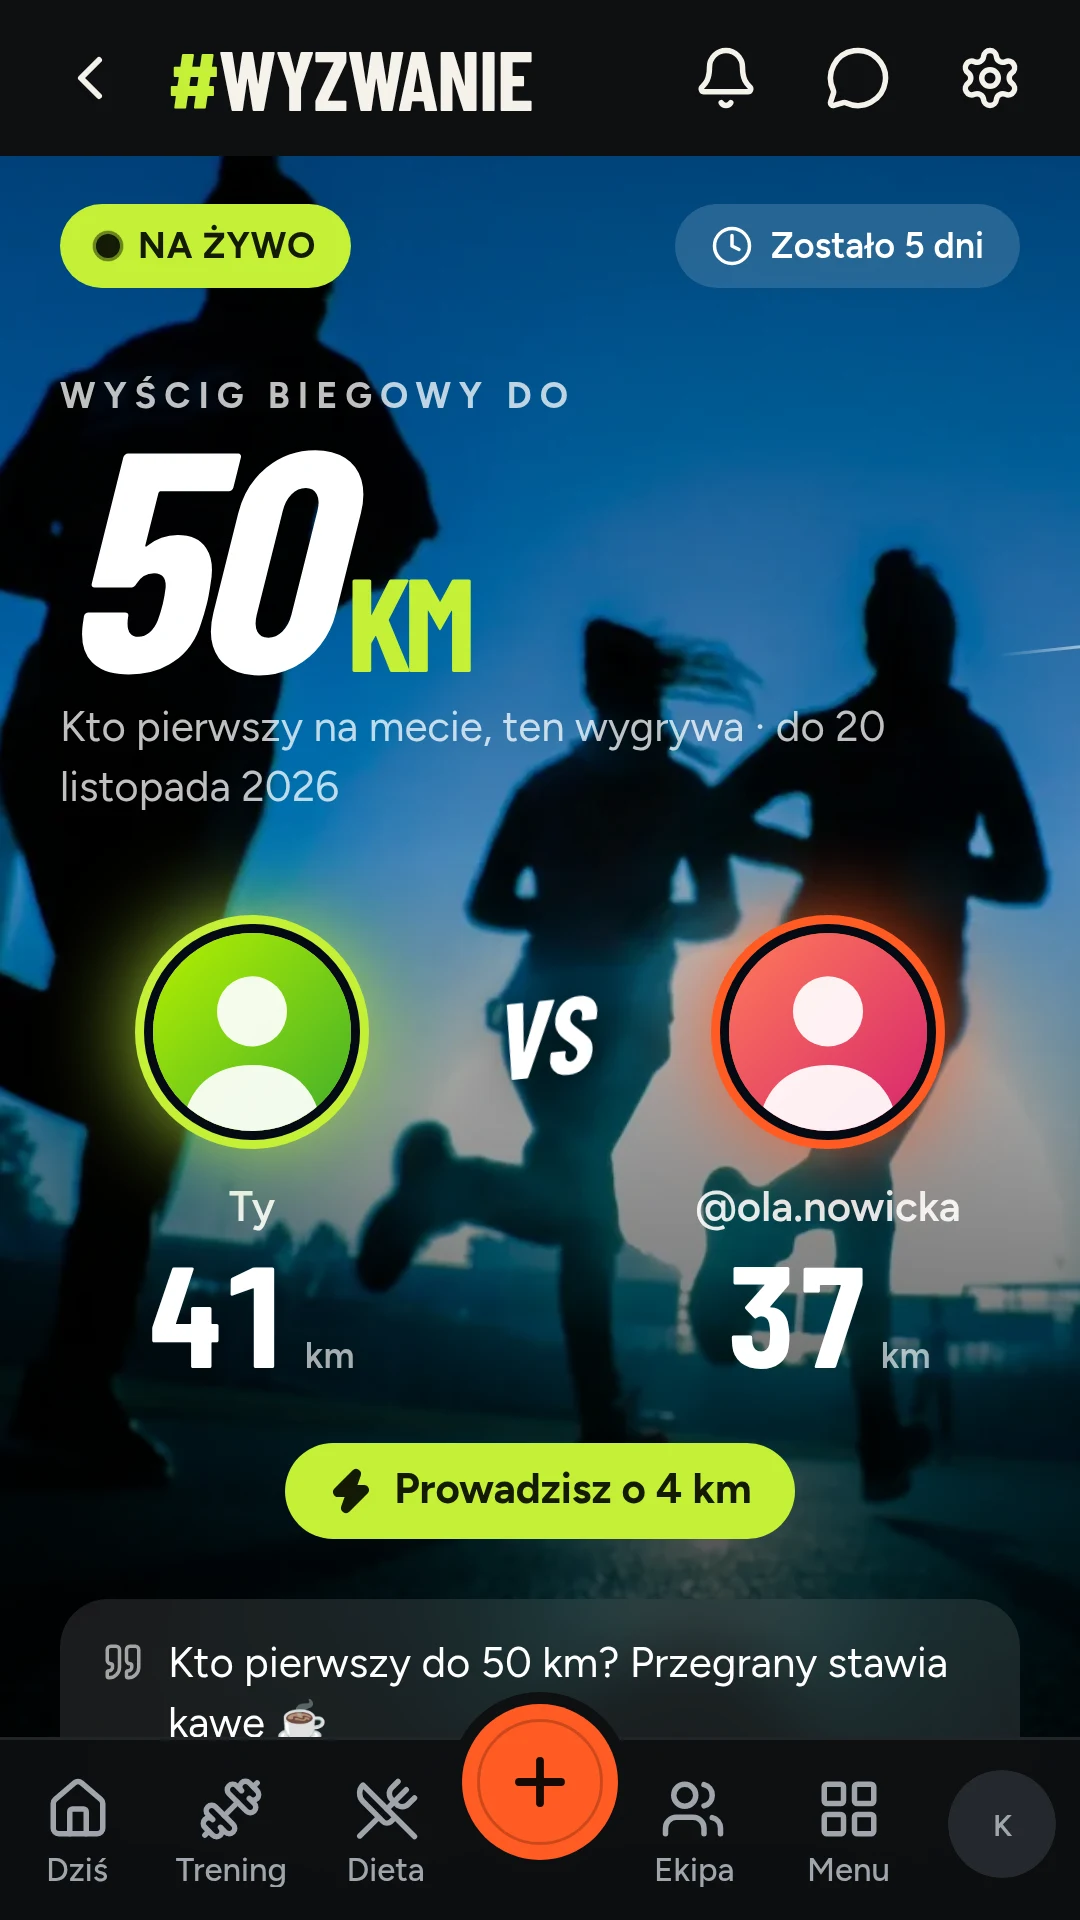 #WYZWANIE
NA ŻYWO
Zostało 5 dni
WYŚCIG BIEGOWY DO
50KM
Kto pierwszy na mecie, ten wygrywa · do 20
listopada 2026
VS
Ty
@ola.nowicka
41 km
37 km
Prowadzisz o 4 km
Kto pierwszy do 50 km? Przegrany stawia
kawę ☕
Dziś
Trening
Dieta
Ekipa
Menu
K